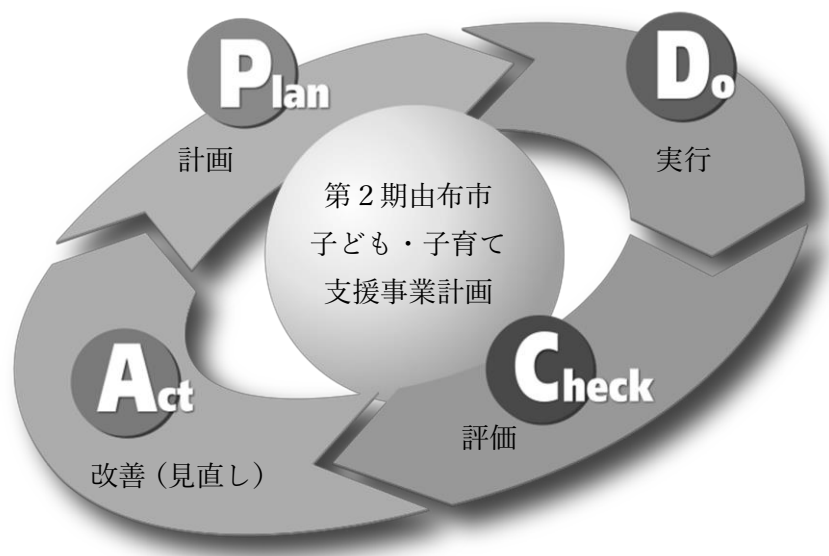 Plan
計画
Do
実行
第２期由布市
子ども・子育て
支援事業計画
Check
評価
Act
改善（見直し）